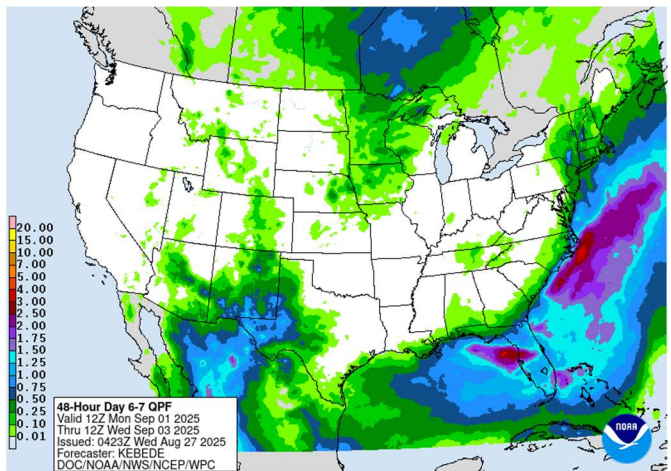 20.00
15.00
10.00
7.00
5.00
4.00
3.00
2.50
2.00
1.75
1.50
1.25
1.00
0.75
0.50
0.25
0.10
0.01
48-Hour Day 6-7 QPF
Valid 12Z Mon Sep 01 2025
Thru 12Z Wed Sep 03 2025
Issued: 0423Z Wed Aug 27 2025
Forecaster: KEBEDE
DOC/NOAA/NWS/NCEP/WPC
NOAA